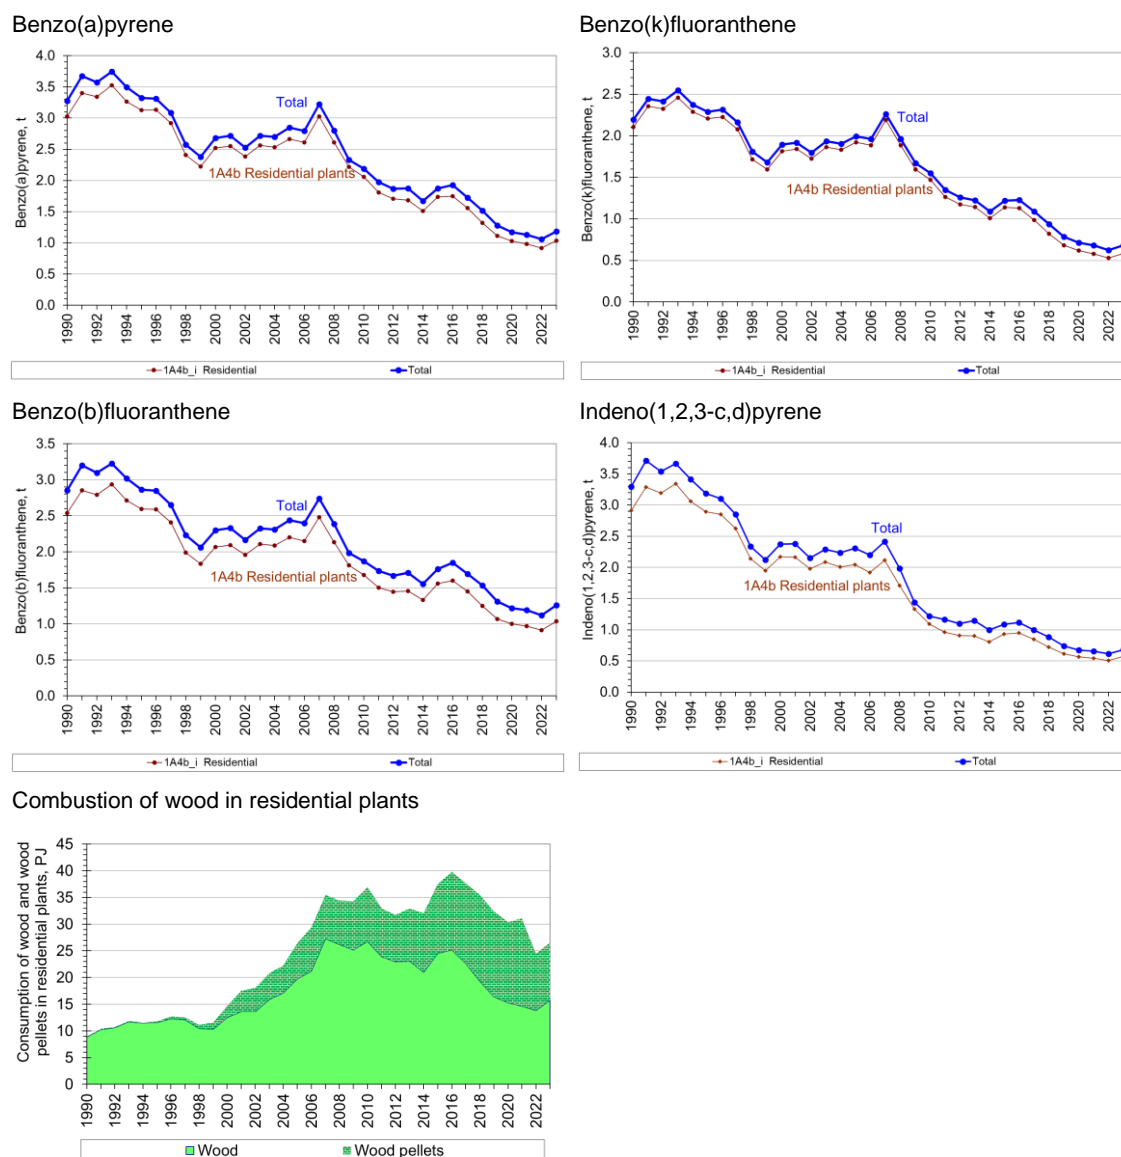 Benzo(a)pyrene
Benzo(a)pyrene, t
4.0
3.5
3.0
2.5
2.0
1.5
1.0
0.5
0.0
Total
1A4b Residential plants
1990 1992 1994 1996 1998 2000 2002 2004 2006 2008 2010 2012 2014 2016 2018 2020 2022
1A4b_i Residential Total
Benzo(k)fluoranthene
Benzo(k)fluoranthene, t
3.0
2.5
2.0
1.5
1.0
0.5
0.0
Total
1A4b Residential plants
1990 1992 1994 1996 1998 2000 2002 2004 2006 2008 2010 2012 2014 2016 2018 2020 2022
1A4b_i Residential Total
Benzo(b)fluoranthene
Benzo(b)fluoranthene, t
3.5
3.0
2.5
2.0
1.5
1.0
0.5
0.0
Total
1A4b Residential plants
1990 1992 1994 1996 1998 2000 2002 2004 2006 2008 2010 2012 2014 2016 2018 2020 2022
1A4b_i Residential Total
Indeno(1,2,3-c,d)pyrene
Indeno(1,2,3-c,d)pyrene, t
4.0
3.5
3.0
2.5
2.0
1.5
1.0
0.5
0.0
Total
1A4b Residential plants
1990 1992 1994 1996 1998 2000 2002 2004 2006 2008 2010 2012 2014 2016 2018 2020 2022
1A4b_i Residential Total
Combustion of wood in residential plants
Consumption of wood and wood
pellets in residential plants, PJ
45
40
35
30
25
20
15
10
5
0
1990 1992 1994 1996 1998 2000 2002 2004 2006 2008 2010 2012 2014 2016 2018 2020 2022
Wood Wood pellets